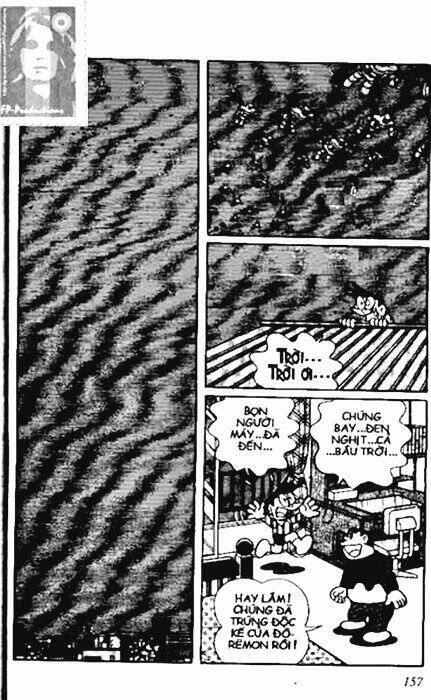 FP-Productions
TRỜI...
TRỜI ƠI...
BỌN
NGƯỜI
MÁY...ĐÃ
ĐẾN...
CHÚNG
BAY...ĐEN
NGHỊT...CẢ
...BẦU TRỜI...
HAY LẮM!
CHÚNG ĐÃ
TRÚNG ĐỘC
KẾ CỦA ĐÔ-
RÊMON RỒI!
157